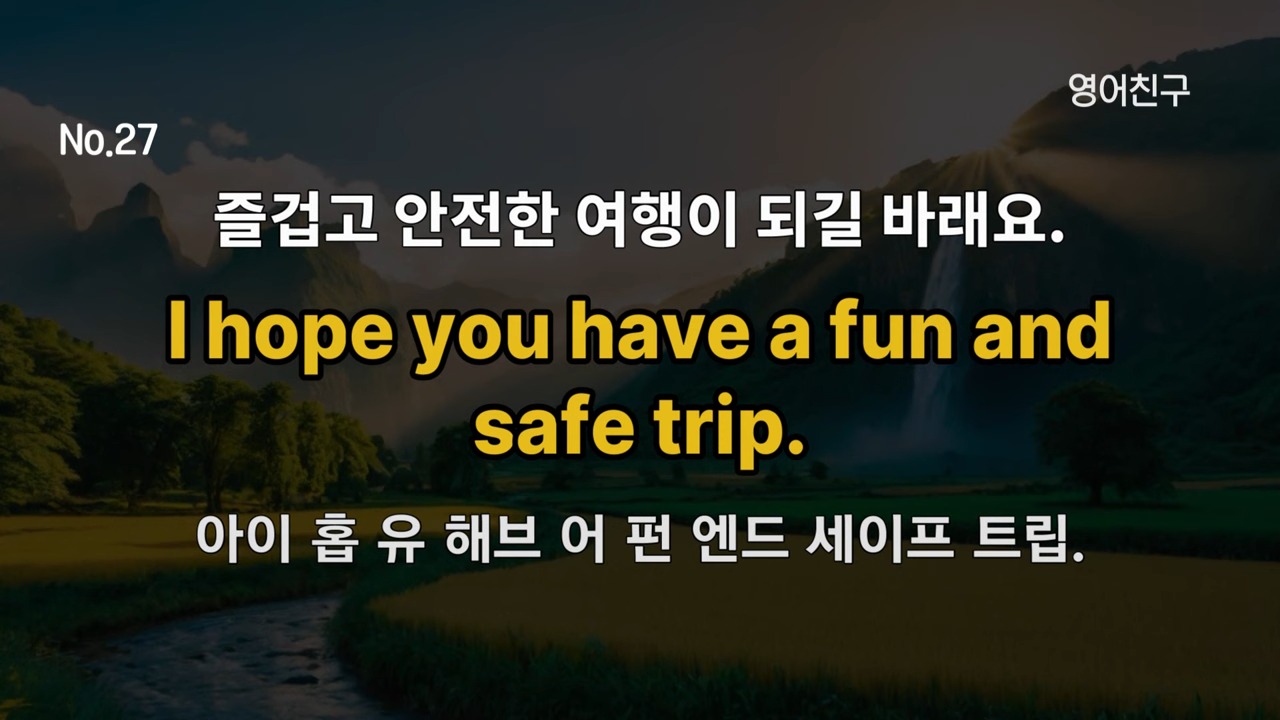 영어친구
No.27
즐겁고 안전한 여행이 되길 바래요.
I hope you have a fun and
safe trip.
아이 홉 유 해브 어 펀 엔드 세이프 트립.